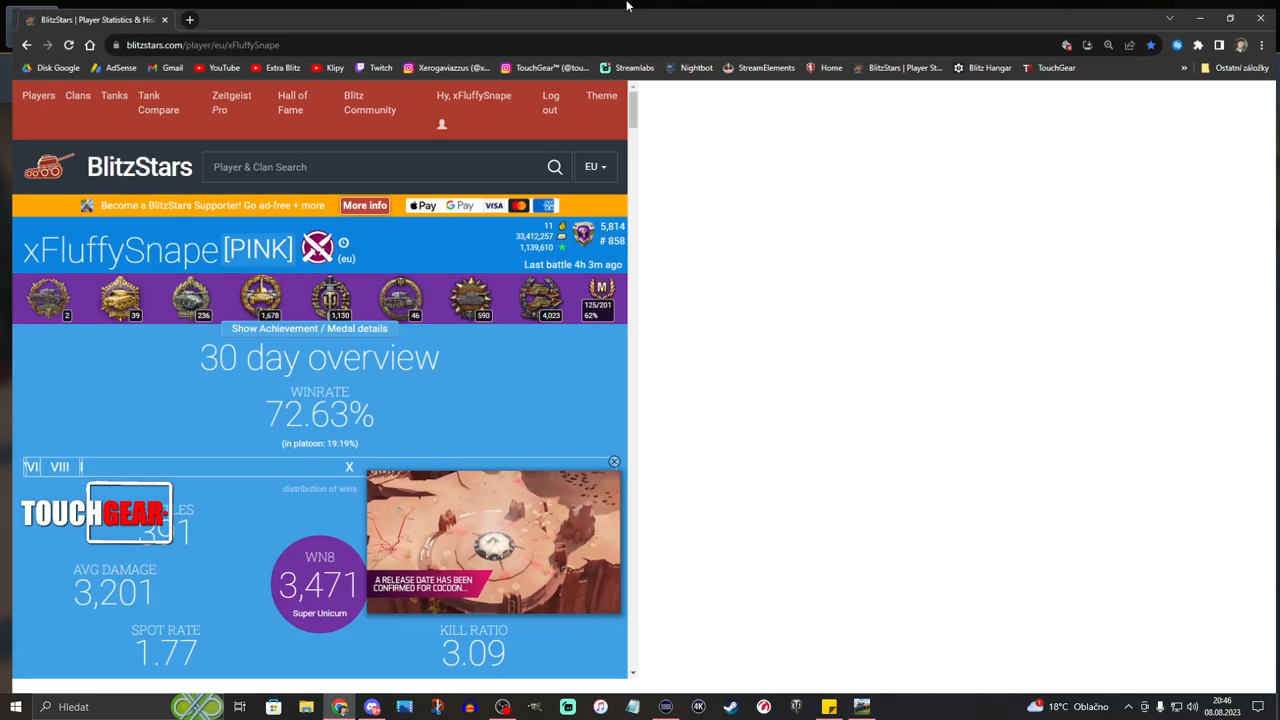 BlitzStars | Player Statistics & His
blitzstars.com/player/eu/xFluffySnape
Disk Google
AdSense
Gmail
YouTube
Extra Blitz
Klipy
Twitch
Xerogaviazzus (@x...
TouchGear™ (@tou...
Streamlabs
Nightbot
StreamElements
Home
BlitzStars | Player St...
Blitz Hangar
TouchGear
»
Ostatní záložky
Players
Clans
Tanks
Tank
Compare
Zeitgeist
Pro
Hall of
Fame
Blitz
Community
Hy, xFluffySnape
Log
out
Theme
BlitzStars
Player & Clan Search
EU
Become a BlitzStars Supporter! Go ad-free + more
More info
Pay
G Pay
VISA
xFluffySnape [PINK]
(eu)
11
33,412,257
1,139,610
5,814
# 858
Last battle 4h 3m ago
2
39
236
1,678
1,130
46
590
4,023
M
125/201
62%
Show Achievement / Medal details
30 day overview
WINRATE
72.63%
(in platoon: 19.19%)
VI
VIII
X
distribution of wins
TOUCHGEAR
391
AVG DAMAGE
3,201
WN8
3,471
Super Unicum
A RELEASE DATE HAS BEEN
CONFIRMED FOR COCOON...
SPOT RATE
1.77
KILL RATIO
3.09
Hledat
4K
18°C Oblačno
20:46
08.08.2023